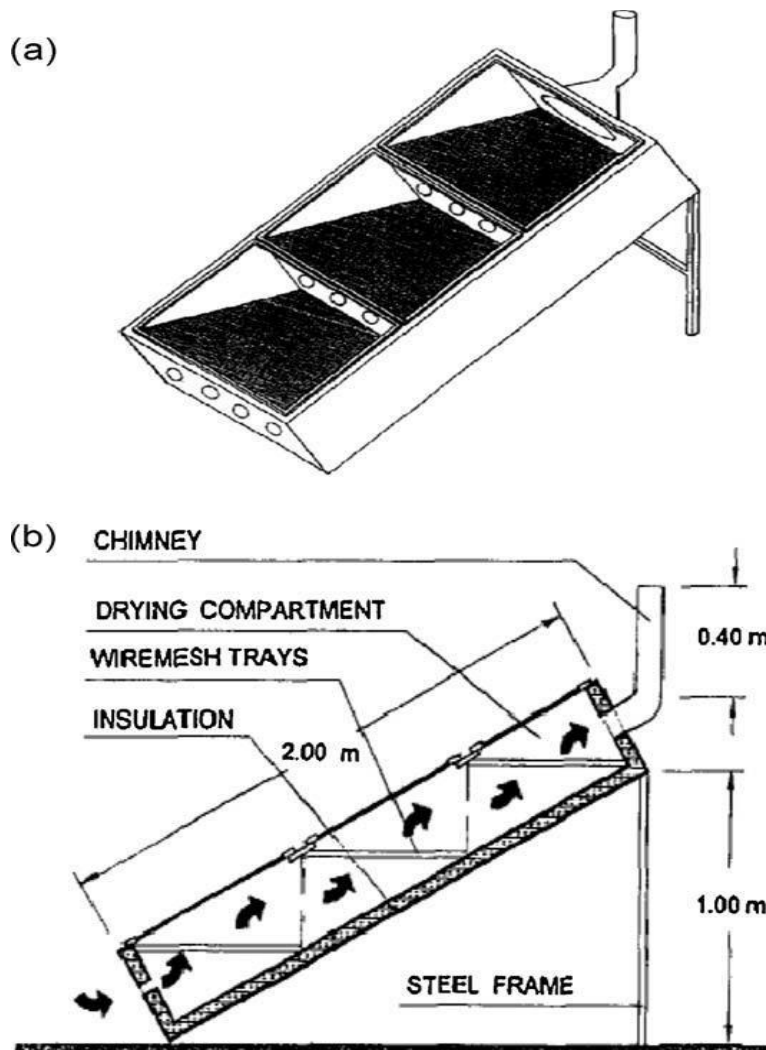 (a)
(b)
CHIMNEY
DRYING COMPARTMENT
WIREMESH TRAYS
INSULATION
2.00 m
0.40 m
1.00 m
STEEL FRAME